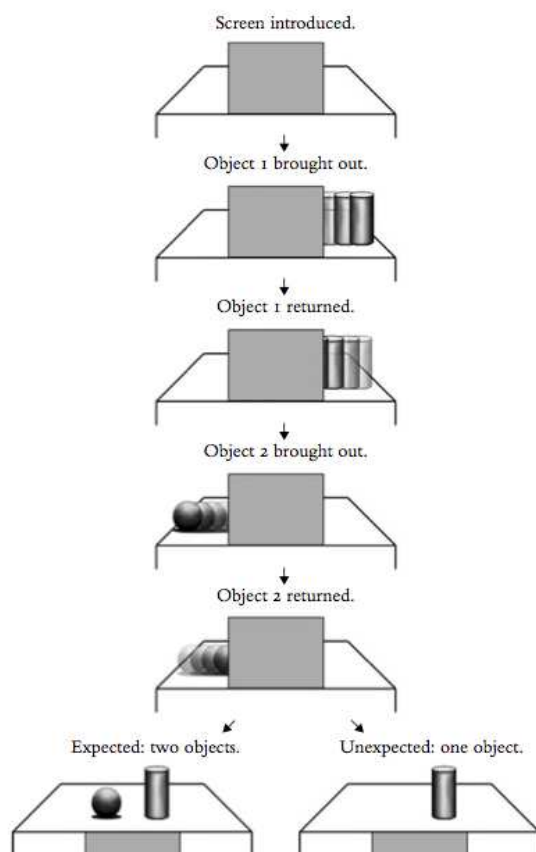 Screen introduced.
Object 1 brought out.
Object 1 returned.
Object 2 brought out.
Object 2 returned.
Expected: two objects.
Unexpected: one object.